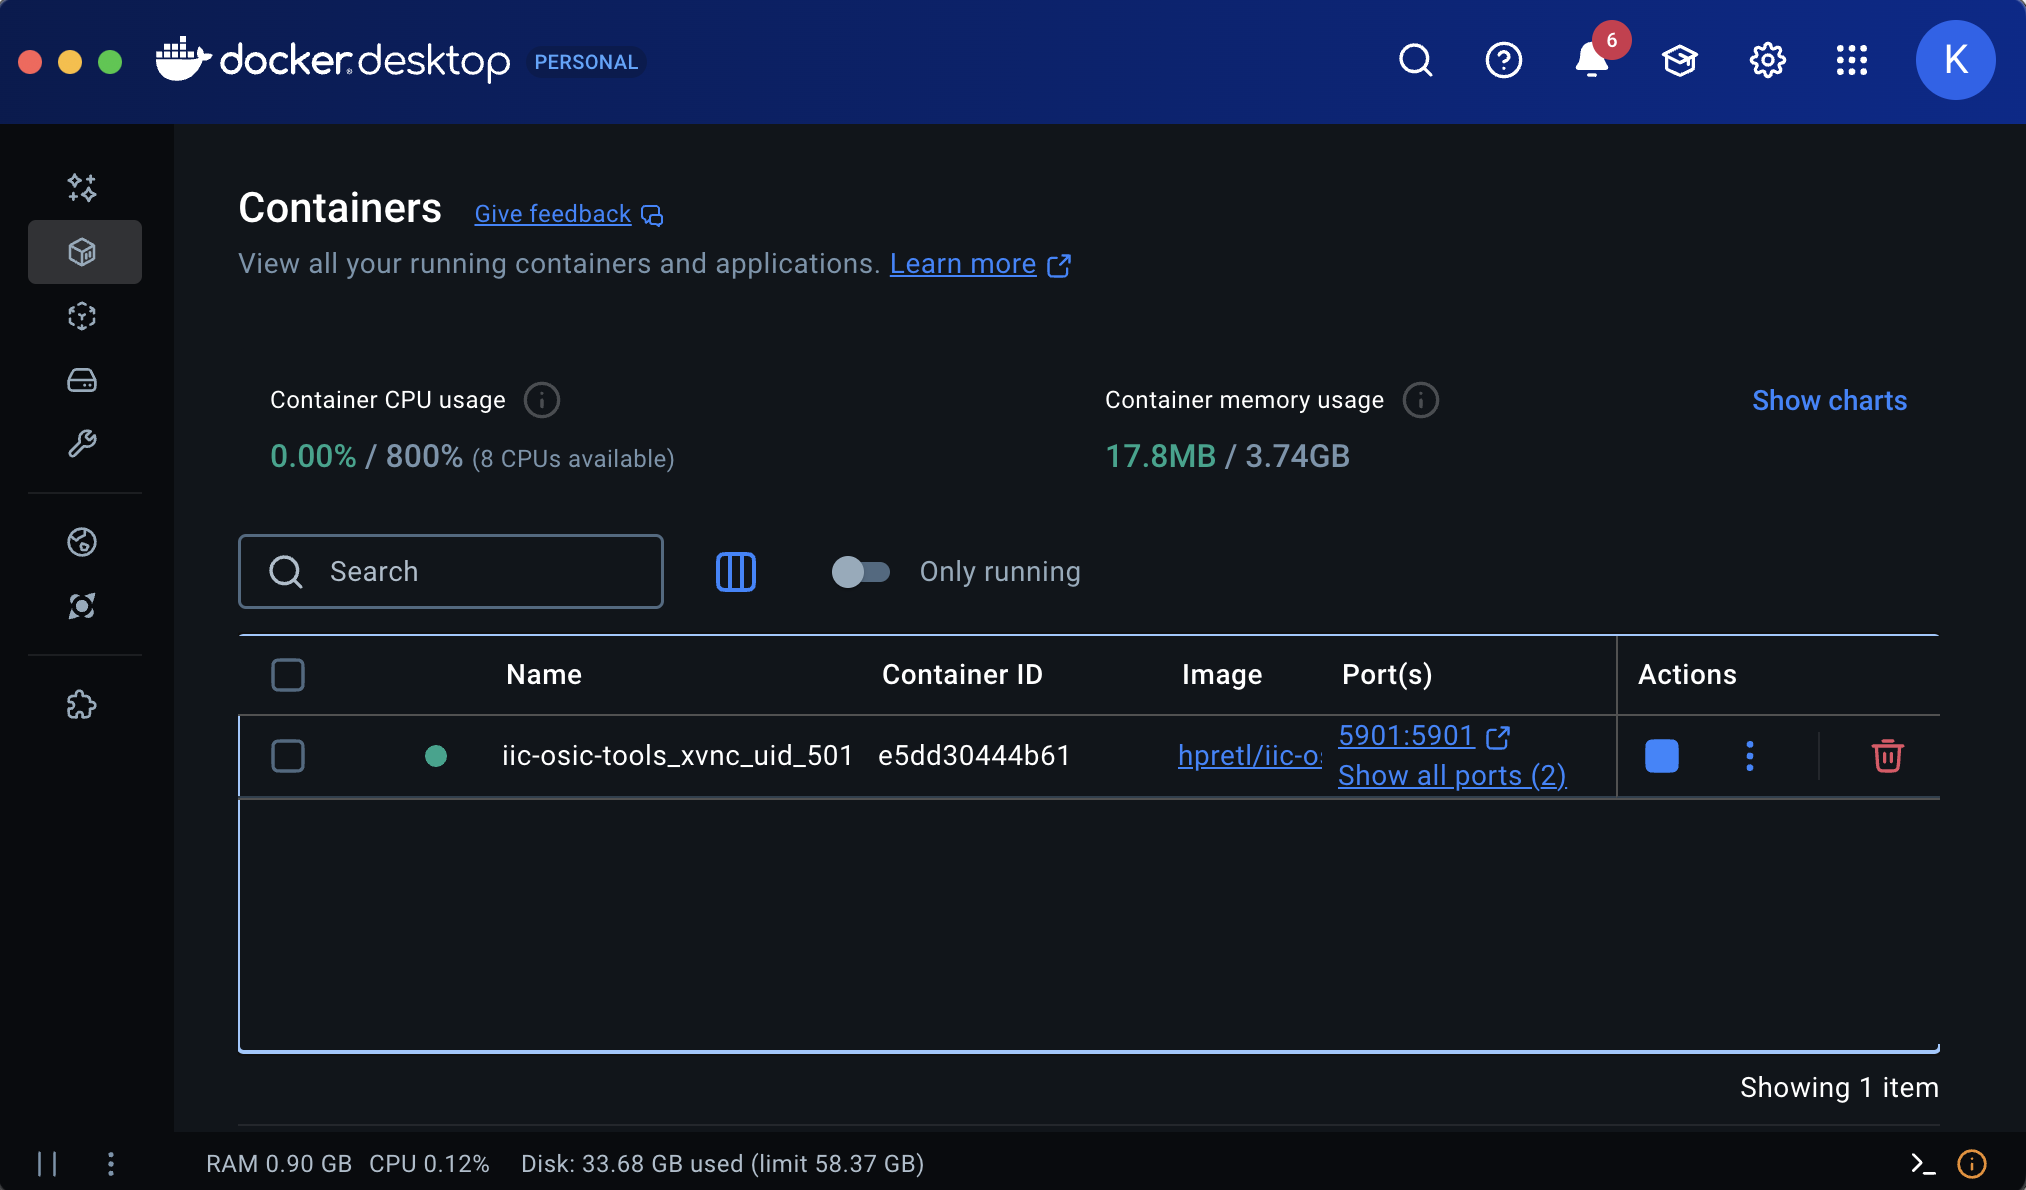 docker desktop PERSONAL
6
K
Containers Give feedback
View all your running containers and applications. Learn more
Container CPU usage
0.00% / 800% (8 CPUs available)
Container memory usage
17.8MB / 3.74GB
Show charts
Search
Only running
Name Container ID Image Port(s) Actions
iic-osic-tools_xvnc_uid_501 e5dd30444b61 hpretl/iic-o 5901:5901
Show all ports (2)
Showing 1 item
RAM 0.90 GB CPU 0.12% Disk: 33.68 GB used (limit 58.37 GB)